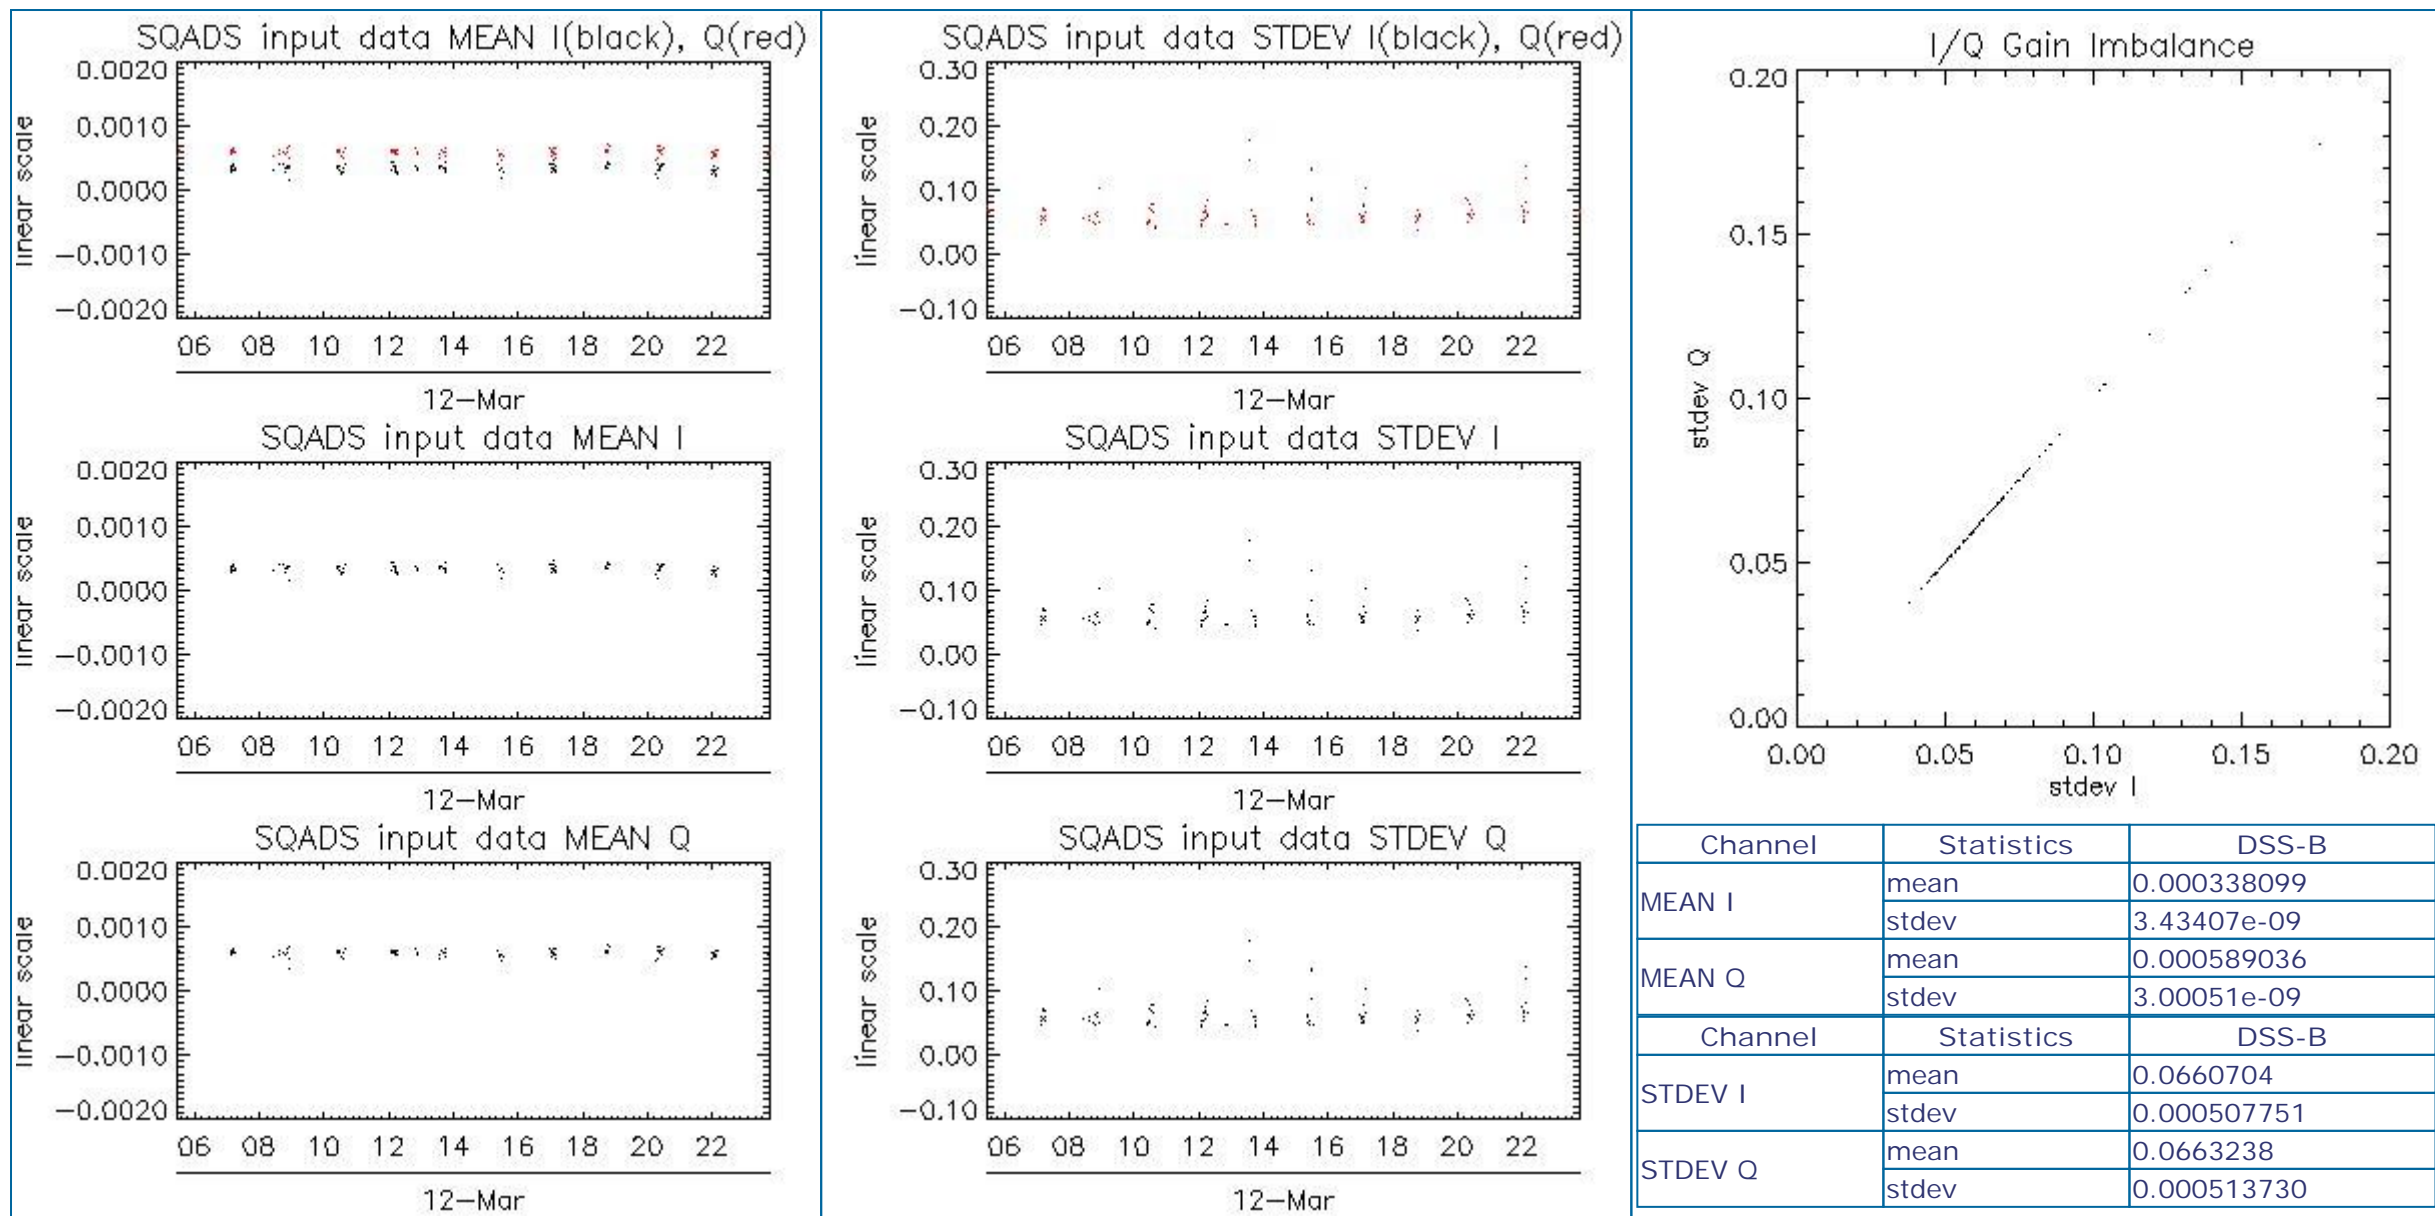 SQADS input data MEAN I(black), Q(red)
0.0020
0.0010
0.0000
-0.0010
-0.0020
linear scale
06 08 10 12 14 16 18 20 22
12-Mar
SQADS input data MEAN I
0.0020
0.0010
0.0000
-0.0010
-0.0020
linear scale
06 08 10 12 14 16 18 20 22
12-Mar
SQADS input data MEAN Q
0.0020
0.0010
0.0000
-0.0010
-0.0020
linear scale
06 08 10 12 14 16 18 20 22
12-Mar
SQADS input data STDEV I(black), Q(red)
0.30
0.20
0.10
0.00
-0.10
linear scale
06 08 10 12 14 16 18 20 22
12-Mar
SQADS input data STDEV I
0.30
0.20
0.10
0.00
-0.10
linear scale
06 08 10 12 14 16 18 20 22
12-Mar
SQADS input data STDEV Q
0.30
0.20
0.10
0.00
-0.10
linear scale
06 08 10 12 14 16 18 20 22
12-Mar
I/Q Gain Imbalance
0.20
0.15
0.10
0.05
0.00
stdev Q
0.00 0.05 0.10 0.15 0.20
stdev I
Channel Statistics DSS-B
MEAN I mean 0.000338099
stdev 3.43407e-09
MEAN Q mean 0.000589036
stdev 3.00051e-09
Channel Statistics DSS-B
STDEV I mean 0.0660704
stdev 0.000507751
STDEV Q mean 0.0663238
stdev 0.000513730